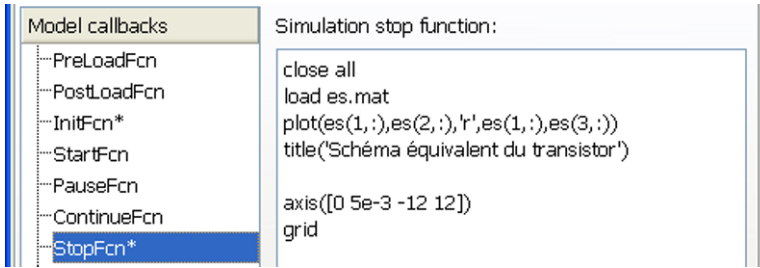 Model callbacks
PreLoadFcn
PostLoadFcn
InitFcn*
StartFcn
PauseFcn
ContinueFcn
StopFcn*
Simulation stop function:
close all
load es.mat
plot(es(1,:),es(2,:),'r',es(1,:),es(3,:))
title('Schéma équivalent du transistor')
axis([0 5e-3 -12 12])
grid